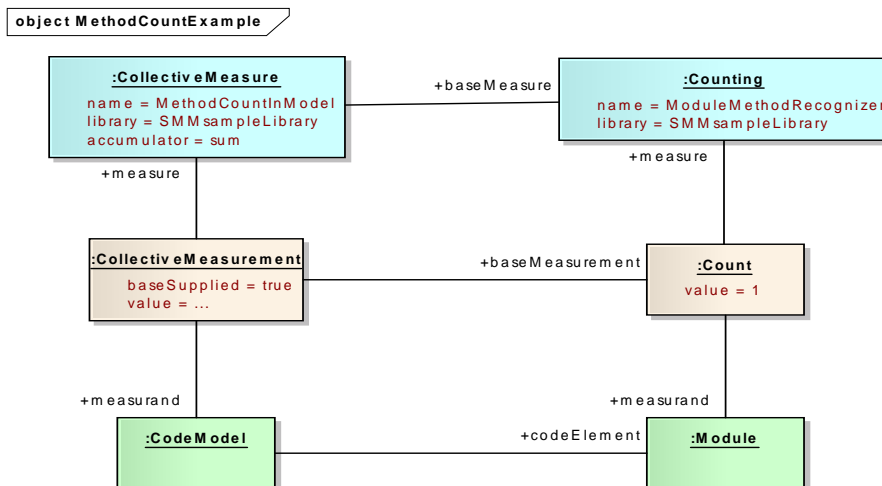 object MethodCountExample
:CollectiveMeasure
name = MethodCountInModel
library = SMMsampleLibrary
accumulator = sum
+baseMeasure
:Counting
name = ModuleMethodRecognizer
library = SMMsampleLibrary
+measure
+measure
:CollectiveMeasurement
baseSupplied = true
value = ...
+baseMeasurement
:Count
value = 1
+measurand
+measurand
:CodeModel
+codeElement
:Module